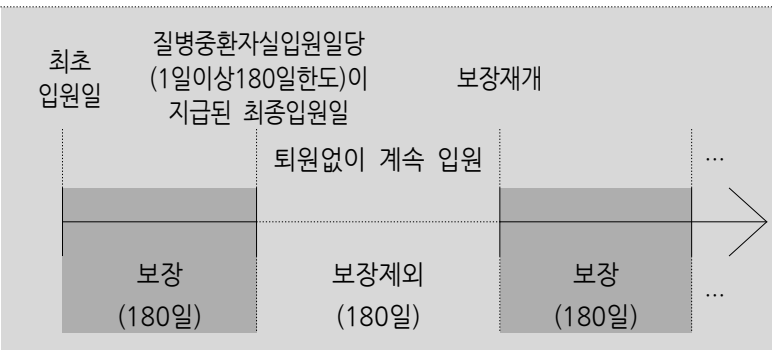 최초
입원일
질병중환자실입원일당
(1일이상180일한도)이
지급된 최종입원일
보장재개
퇴원없이 계속 입원
…
보장
(180일)
보장제외
(180일)
보장
(180일)
…